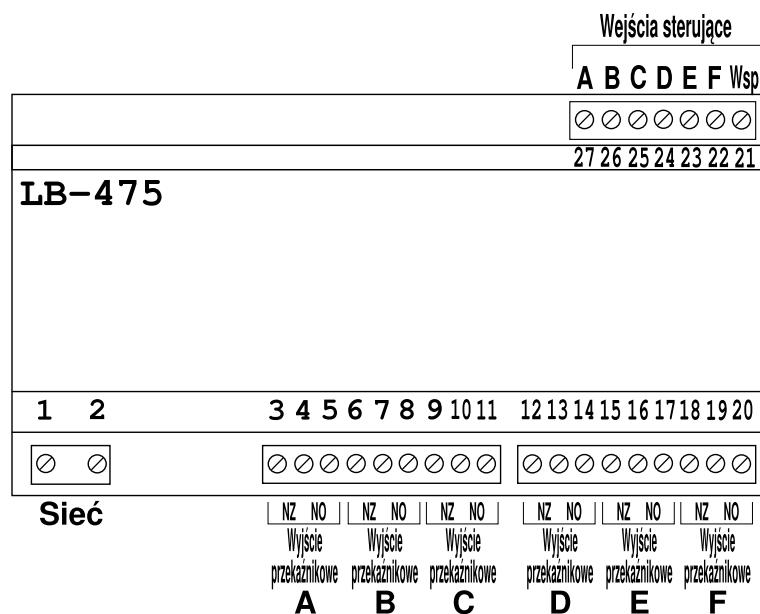 Wejścia sterujące
A B C D E F Wsp
27 26 25 24 23 22 21
LB-475
1 2 3 4 5 6 7 8 9 10 11 12 13 14 15 16 17 18 19 20
Sieć
NZ NO NZ NO NZ NO NZ NO NZ NO NZ NO
Wyjście Wyjście Wyjście Wyjście Wyjście Wyjście
przekaźnikowe przekaźnikowe przekaźnikowe przekaźnikowe przekaźnikowe przekaźnikowe
A B C D E F